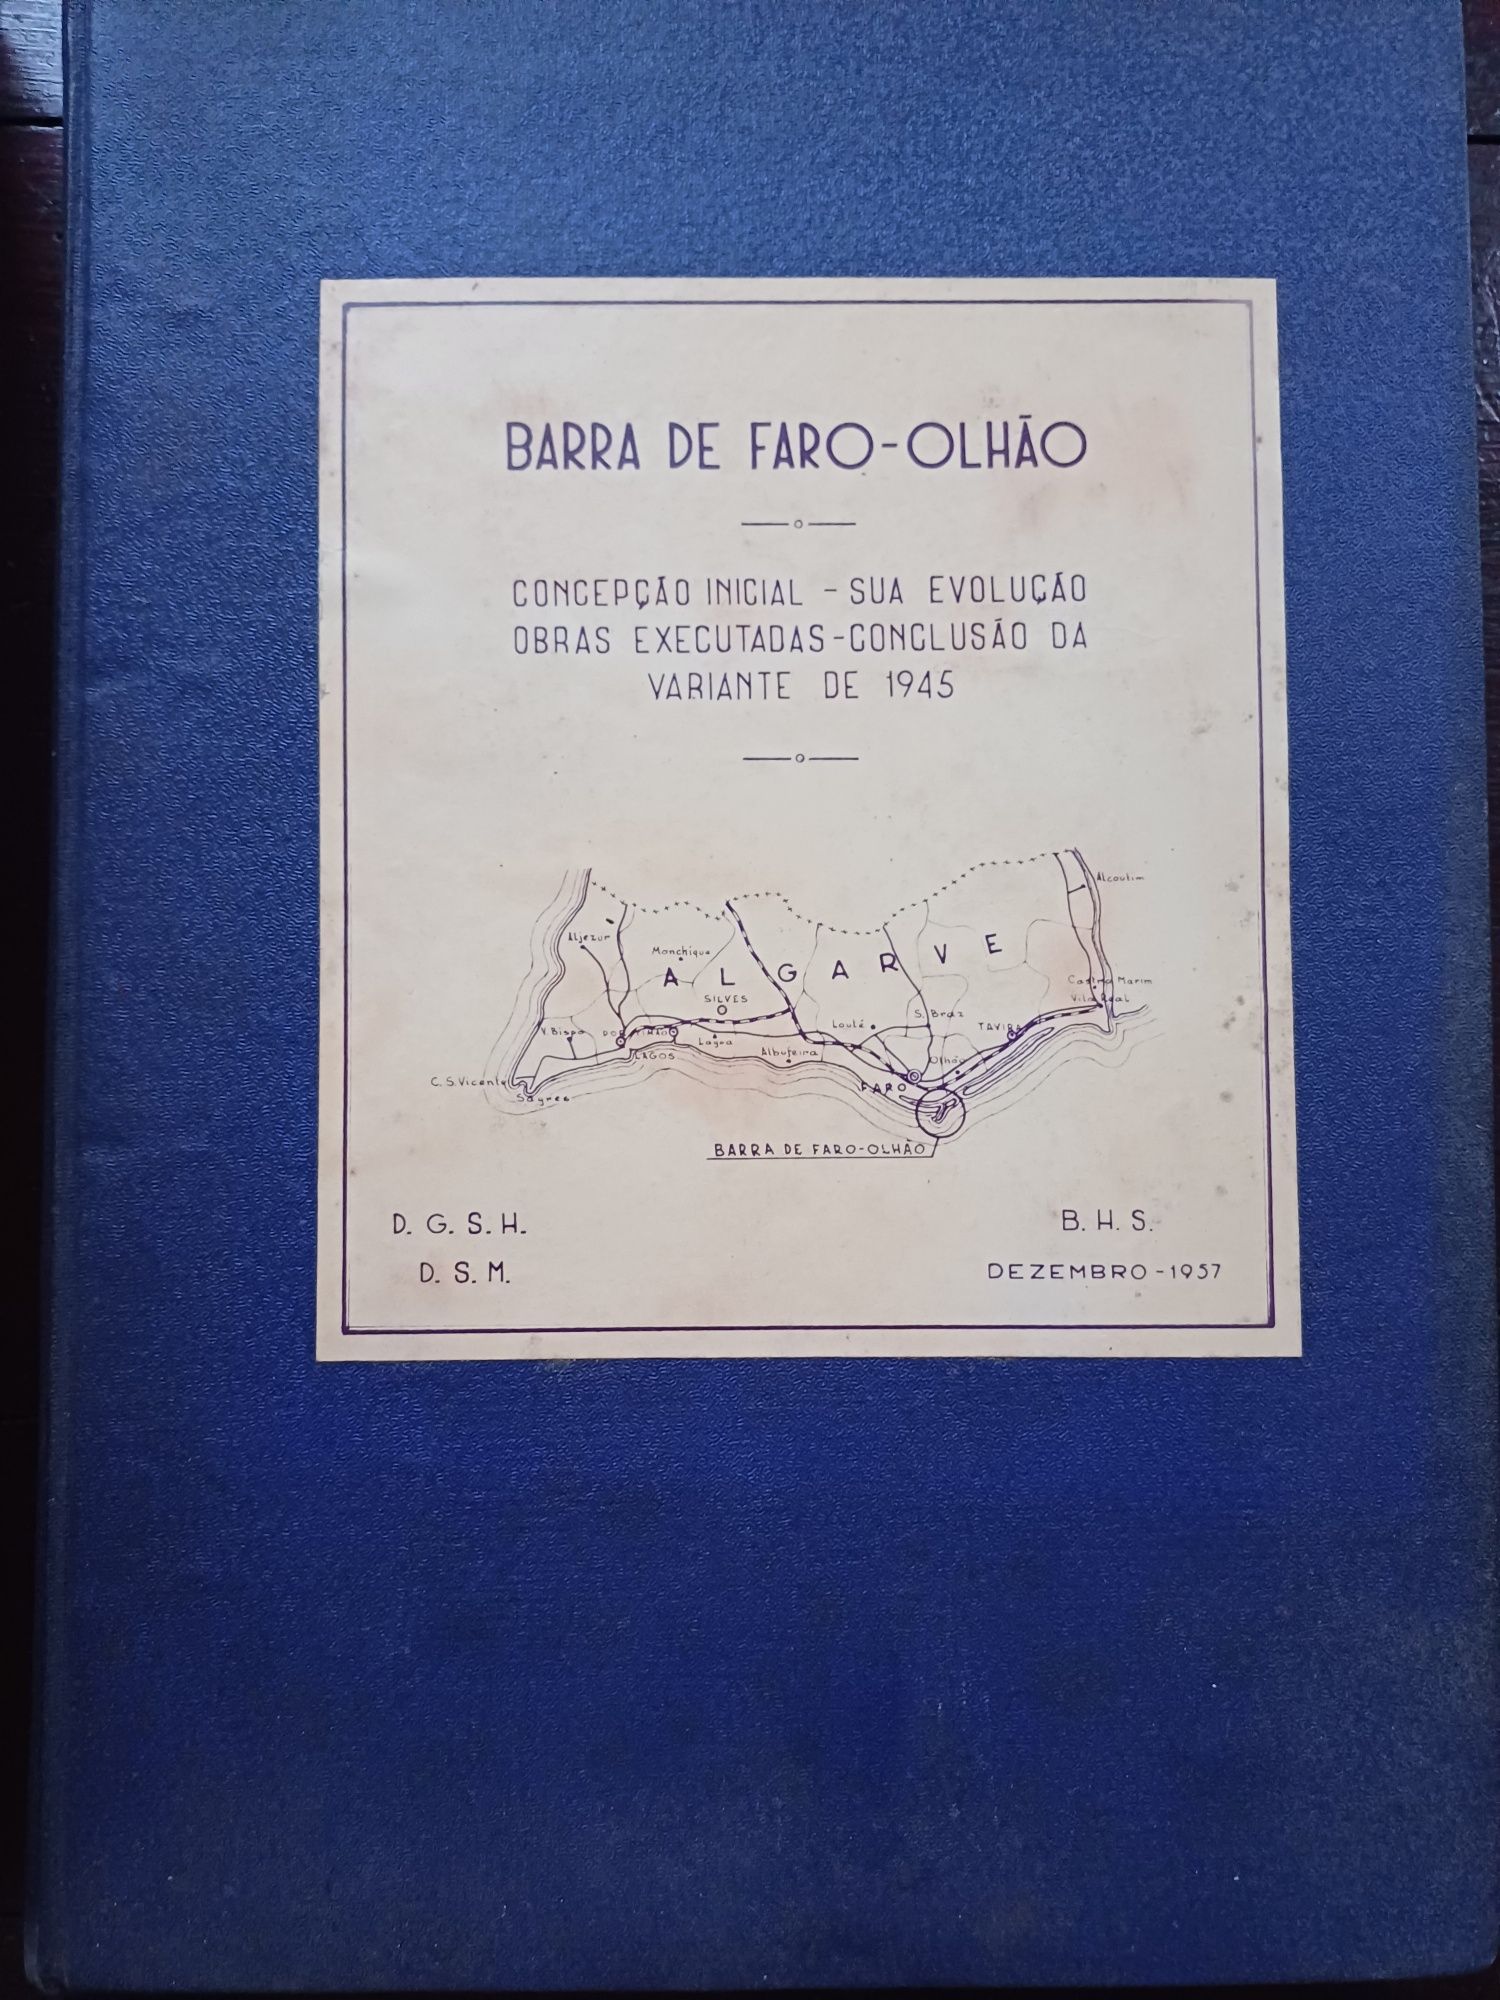 BARRA DE FARO-OLHÃO
CONCEPÇÃO INICIAL - SUA EVOLUÇÃO
OBRAS EXECUTADAS - CONCLUSÃO DA
VARIANTE DE 1945
Alcoutim
Aljezur
Monchique
ALGARVE
SILVES
Castro Marim
Vila Real
S. Braz
Loulé
TAVIRA
V. Bispo
PORTIMÃO
Lagoa
Albufeira
LAGOS
Olhão
C. S. Vicente
FARO
Sagres
BARRA DE FARO-OLHÃO
D. G. S. H.
B. H. S.
D. S. M.
DEZEMBRO - 1957